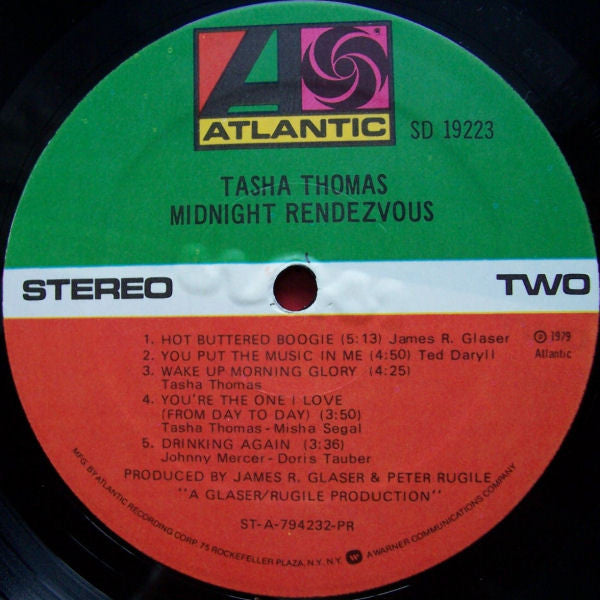 ATLANTIC
SD 19223
TASHA THOMAS
MIDNIGHT RENDEZVOUS
STEREO
TWO
1. HOT BUTTERED BOOGIE (5:13) James R. Glaser
2. YOU PUT THE MUSIC IN ME (4:50) Ted Daryll
3. WAKE UP MORNING GLORY (4:25)
Tasha Thomas
4. YOU'RE THE ONE I LOVE
(FROM DAY TO DAY) (3:50)
Tasha Thomas - Misha Segal
5. DRINKING AGAIN (3:36)
Johnny Mercer - Doris Tauber
℗ 1979
Atlantic
PRODUCED BY JAMES R. GLASER & PETER RUGILE
"A GLASER/RUGILE PRODUCTION"
ST-A-794232-PR
MFG. BY ATLANTIC RECORDING CORP. 75 ROCKEFELLER PLAZA, N.Y. N.Y. A WARNER COMMUNICATIONS COMPANY